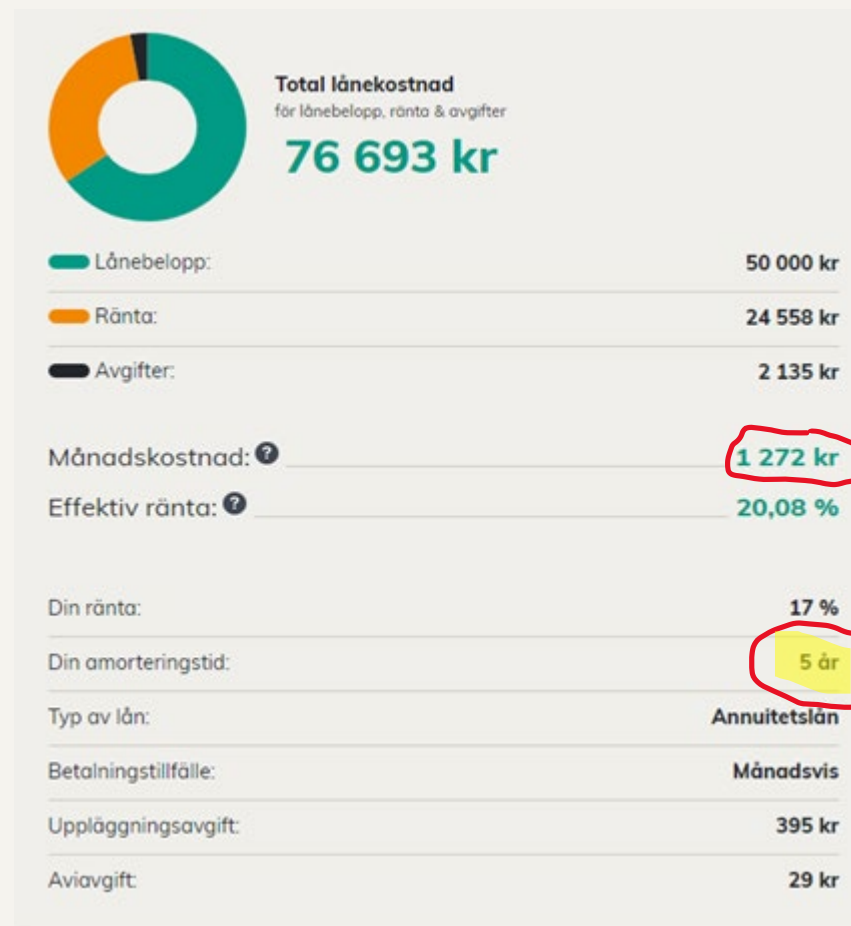 Total lånekostnad
för lånebelopp, ränta & avgifter
76 693 kr
Lånebelopp: 50 000 kr
Ränta: 24 558 kr
Avgifter: 2 135 kr
Månadskostnad: ? 1 272 kr
Effektiv ränta: ? 20,08 %
Din ränta: 17 %
Din amorteringstid: 5 år
Typ av lån: Annuitetslån
Betalningstillfälle: Månadsvis
Uppläggningsavgift: 395 kr
Aviavgift: 29 kr